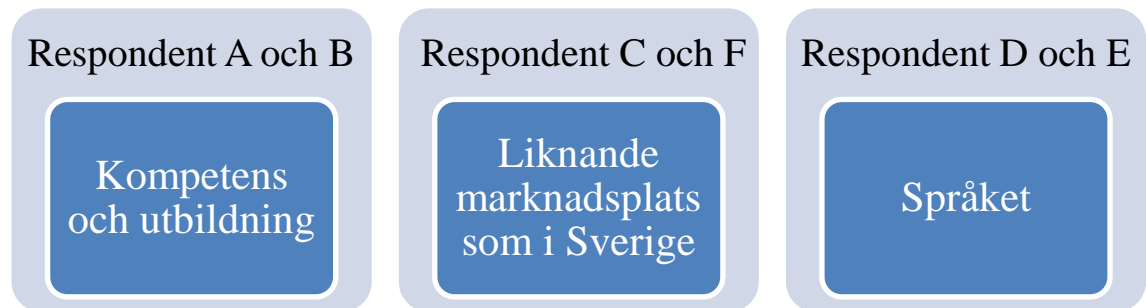 Respondent A och B
Kompetens
och utbildning
Respondent C och F
Liknande
marknadsplats
som i Sverige
Respondent D och E
Språket